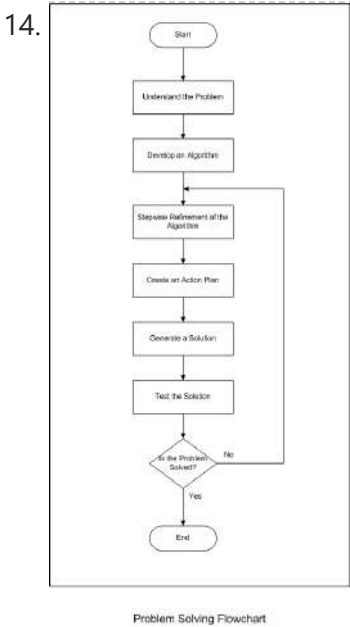 14.
Start
Understand the Problem
Develop an Algorithm
Stepwise Refinement of the
Algorithm
Create an Action Plan
Generate a Solution
Test the Solution
Is the Problem
Solved?
No
Yes
End
Problem Solving Flowchart